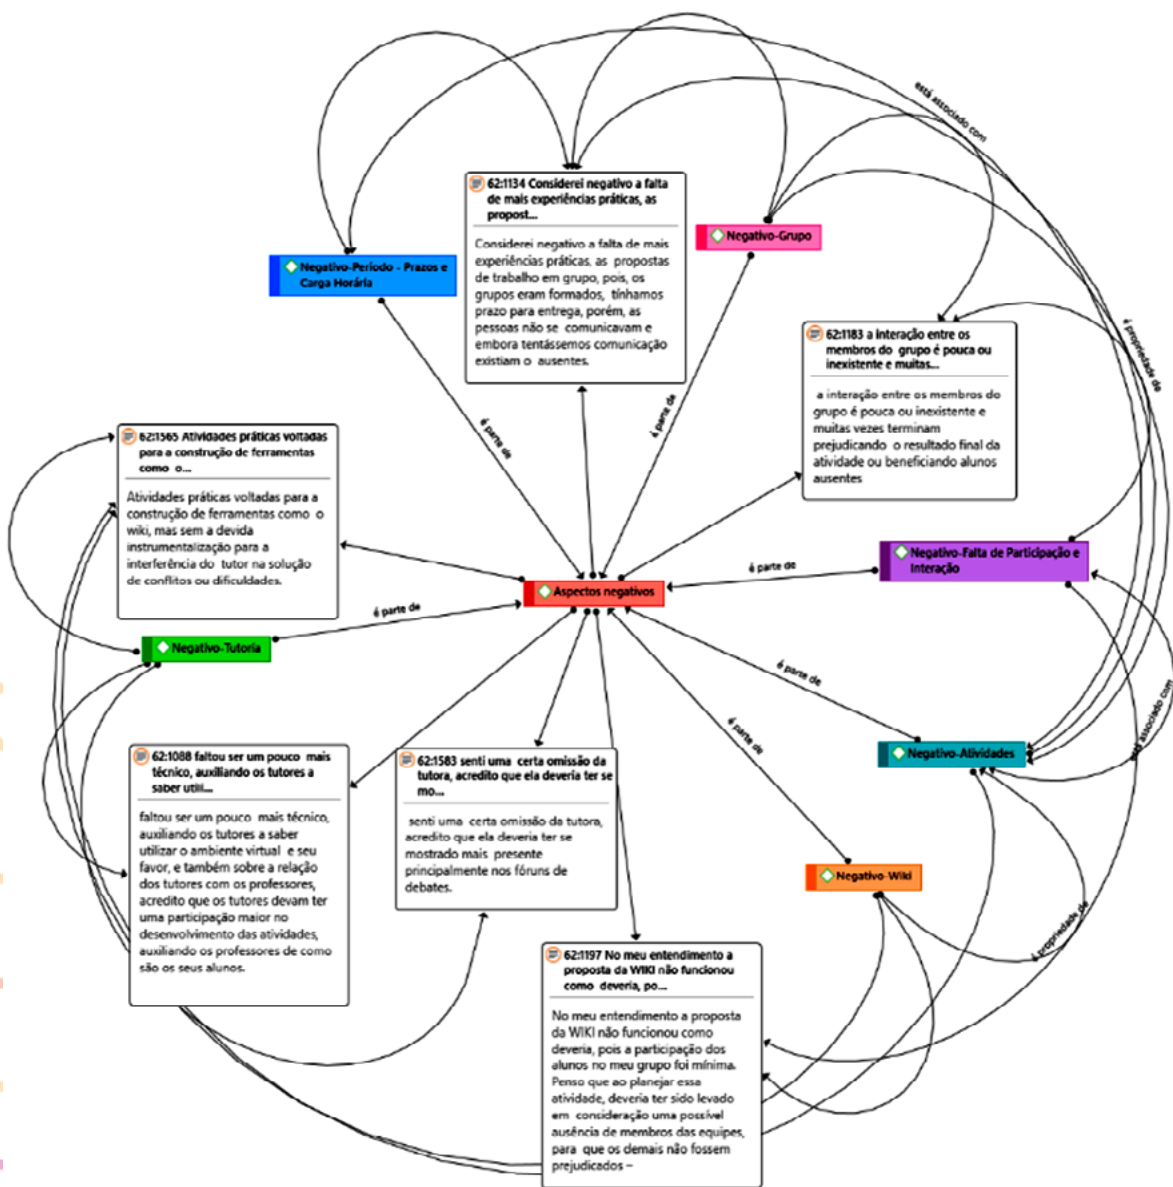 está associado com
62:1134 Considerei negativo a falta
de mais experiências práticas, as
propost...
Considerei negativo a falta de mais
experiências práticas, as propostas
de trabalho em grupo, pois, os
grupos eram formados, tínhamos
prazo para entrega, porém, as
pessoas não se comunicavam e
embora tentássemos comunicação
existiam o ausentes.
Negativo-Grupo
Negativo-Período - Prazos e
Carga Horária
é propriedade de
62:1183 a interação entre os
membros do grupo é pouca ou
inexistente e muitas...
a interação entre os membros do
grupo é pouca ou inexistente e
muitas vezes terminam
prejudicando o resultado final da
atividade ou beneficiando alunos
ausentes
é parte de
é parte de
62:1565 Atividades práticas voltadas
para a construção de ferramentas
como o...
Atividades práticas voltadas para a
construção de ferramentas como o
wiki, mas sem a devida
instrumentalização para a
interferência do tutor na solução
de conflitos ou dificuldades.
Negativo-Falta de Participação e
Interação
é parte de
Aspectos negativos
é parte de
Negativo-Tutoria
é parte de
é parte de
está associado com
Negativo-Atividades
62:1088 faltou ser um pouco mais
técnico, auxiliando os tutores a
saber utili...
faltou ser um pouco mais técnico,
auxiliando os tutores a saber
utilizar o ambiente virtual e seu
favor, e também sobre a relação
dos tutores com os professores,
acredito que os tutores devam ter
uma participação maior no
desenvolvimento das atividades,
auxiliando os professores de como
são os seus alunos.
62:1583 senti uma certa omissão da
tutora, acredito que ela deveria ter se
mo...
senti uma certa omissão da tutora,
acredito que ela deveria ter se
mostrado mais presente
principalmente nos fóruns de
debates.
Negativo-Wiki
é propriedade de
62:1197 No meu entendimento a
proposta da WIKI não funcionou
como deveria, po...
No meu entendimento a proposta
da WIKI não funcionou como
deveria, pois a participação dos
alunos no meu grupo foi mínima.
Penso que ao planejar essa
atividade, deveria ter sido levado
em consideração uma possível
ausência de membros das equipes,
para que os demais não fossem
prejudicados –